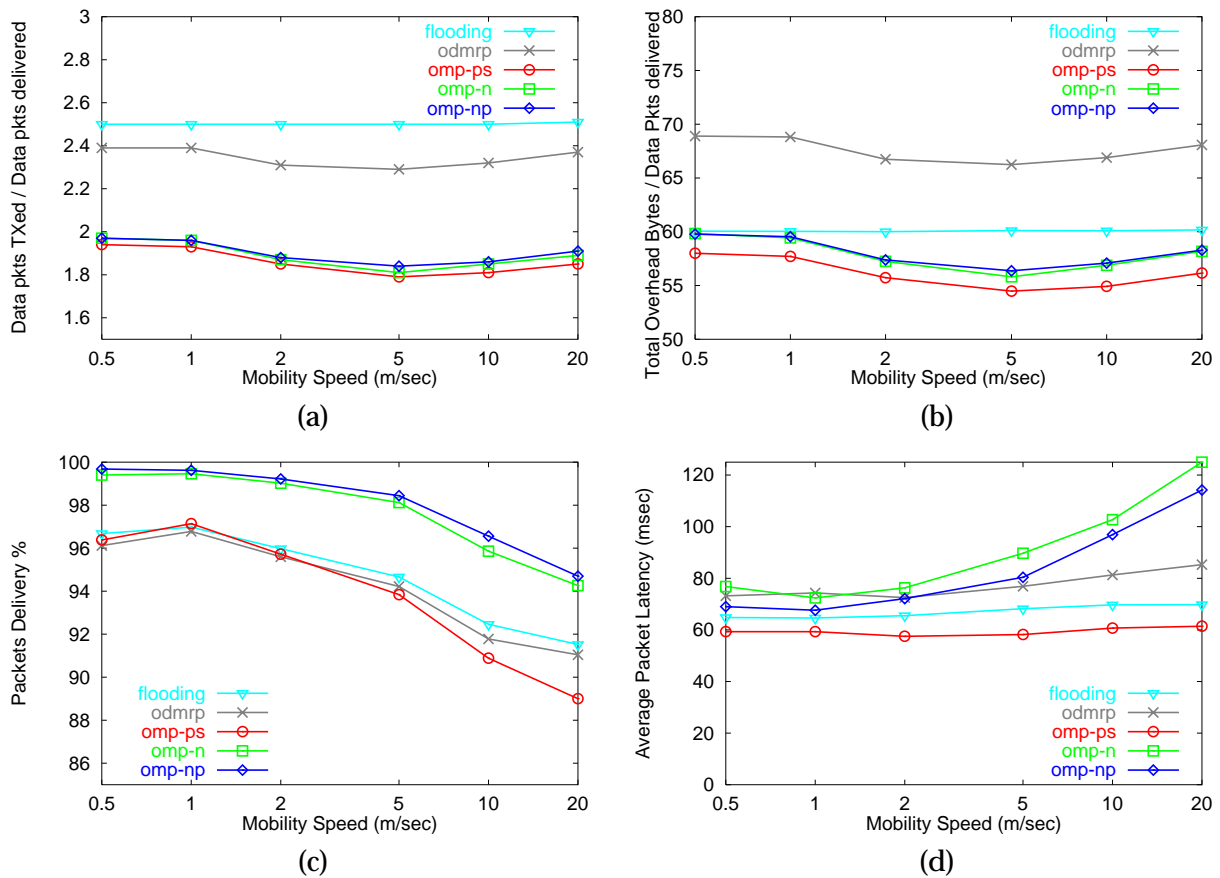 Data pkts TXed / Data pkts delivered
3
2.8
2.6
2.4
2.2
2
1.8
1.6
flooding
odmrp
omp-ps
omp-n
omp-np
0.5 1 2 5 10 20
Mobility Speed (m/sec)
(a)
Total Overhead Bytes / Data Pkts delivered
80
75
70
65
60
55
50
flooding
odmrp
omp-ps
omp-n
omp-np
0.5 1 2 5 10 20
Mobility Speed (m/sec)
(b)
Packets Delivery %
100
98
96
94
92
90
88
86
flooding
odmrp
omp-ps
omp-n
omp-np
0.5 1 2 5 10 20
Mobility Speed (m/sec)
(c)
Average Packet Latency (msec)
120
100
80
60
40
20
0
flooding
odmrp
omp-ps
omp-n
omp-np
0.5 1 2 5 10 20
Mobility Speed (m/sec)
(d)